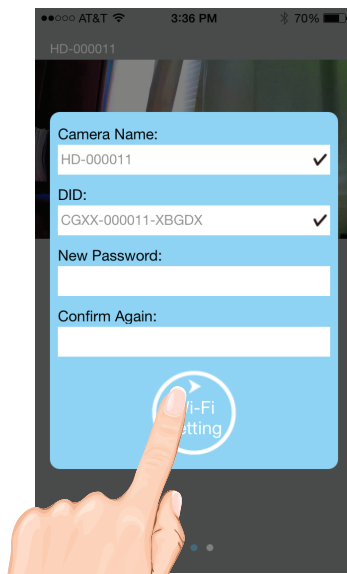 AT&T 3:36 PM 70%
HD-000011
Camera Name:
HD-000011
DID:
CGXX-000011-XBGDX
New Password:
Confirm Again: